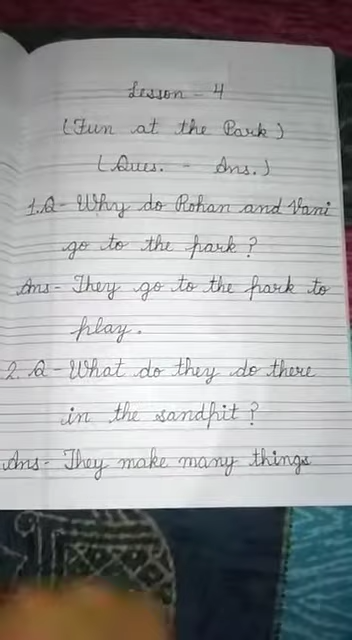 Lesson - 4
(Fun at the Park)
(Ques. - Ans.)
1. Q - Why do Rohan and Vani
go to the park?
Ans - They go to the park to
play.
2. Q - What do they do there
in the sandpit?
Ans - They make many things